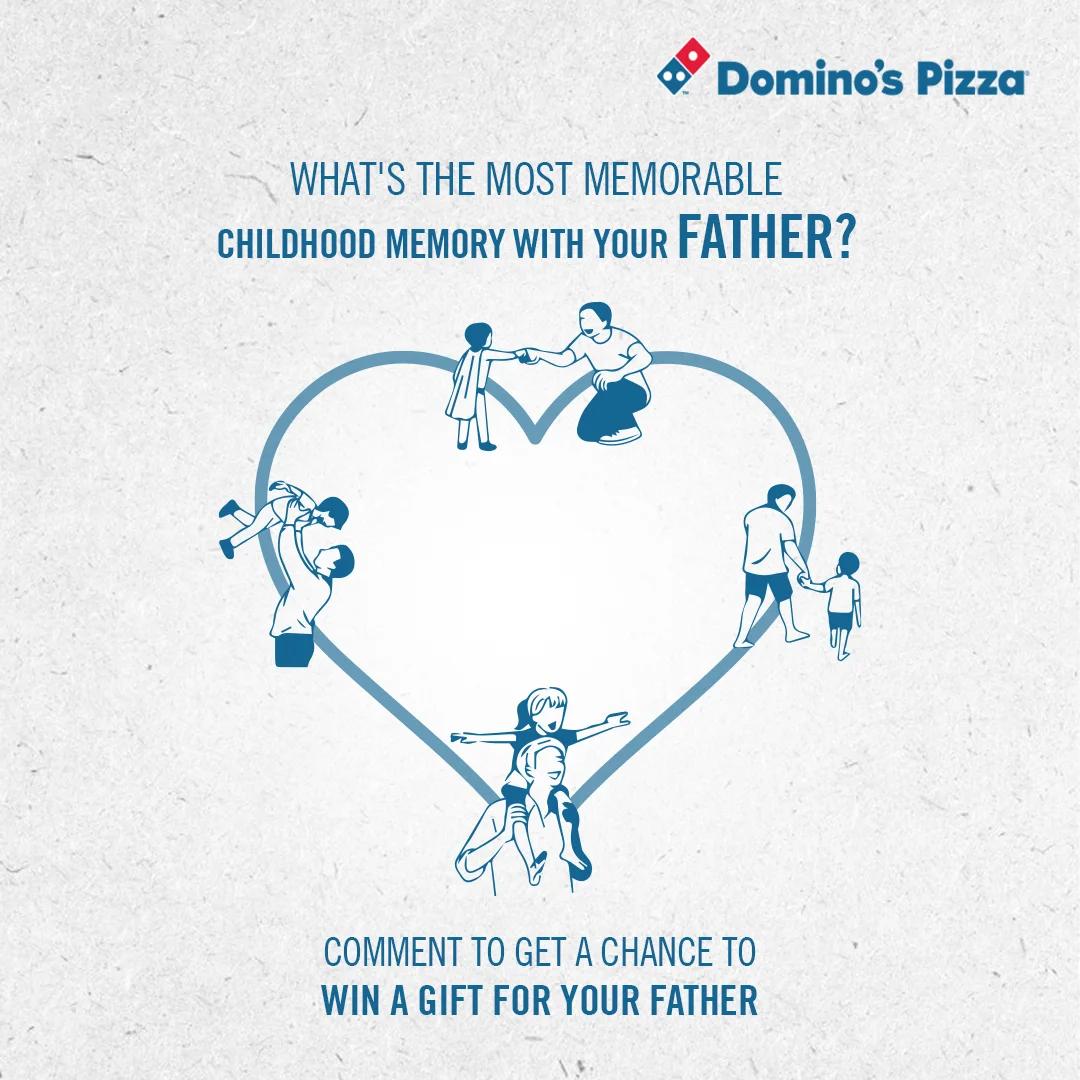 Domino's Pizza
WHAT'S THE MOST MEMORABLE
CHILDHOOD MEMORY WITH YOUR FATHER?
COMMENT TO GET A CHANCE TO
WIN A GIFT FOR YOUR FATHER